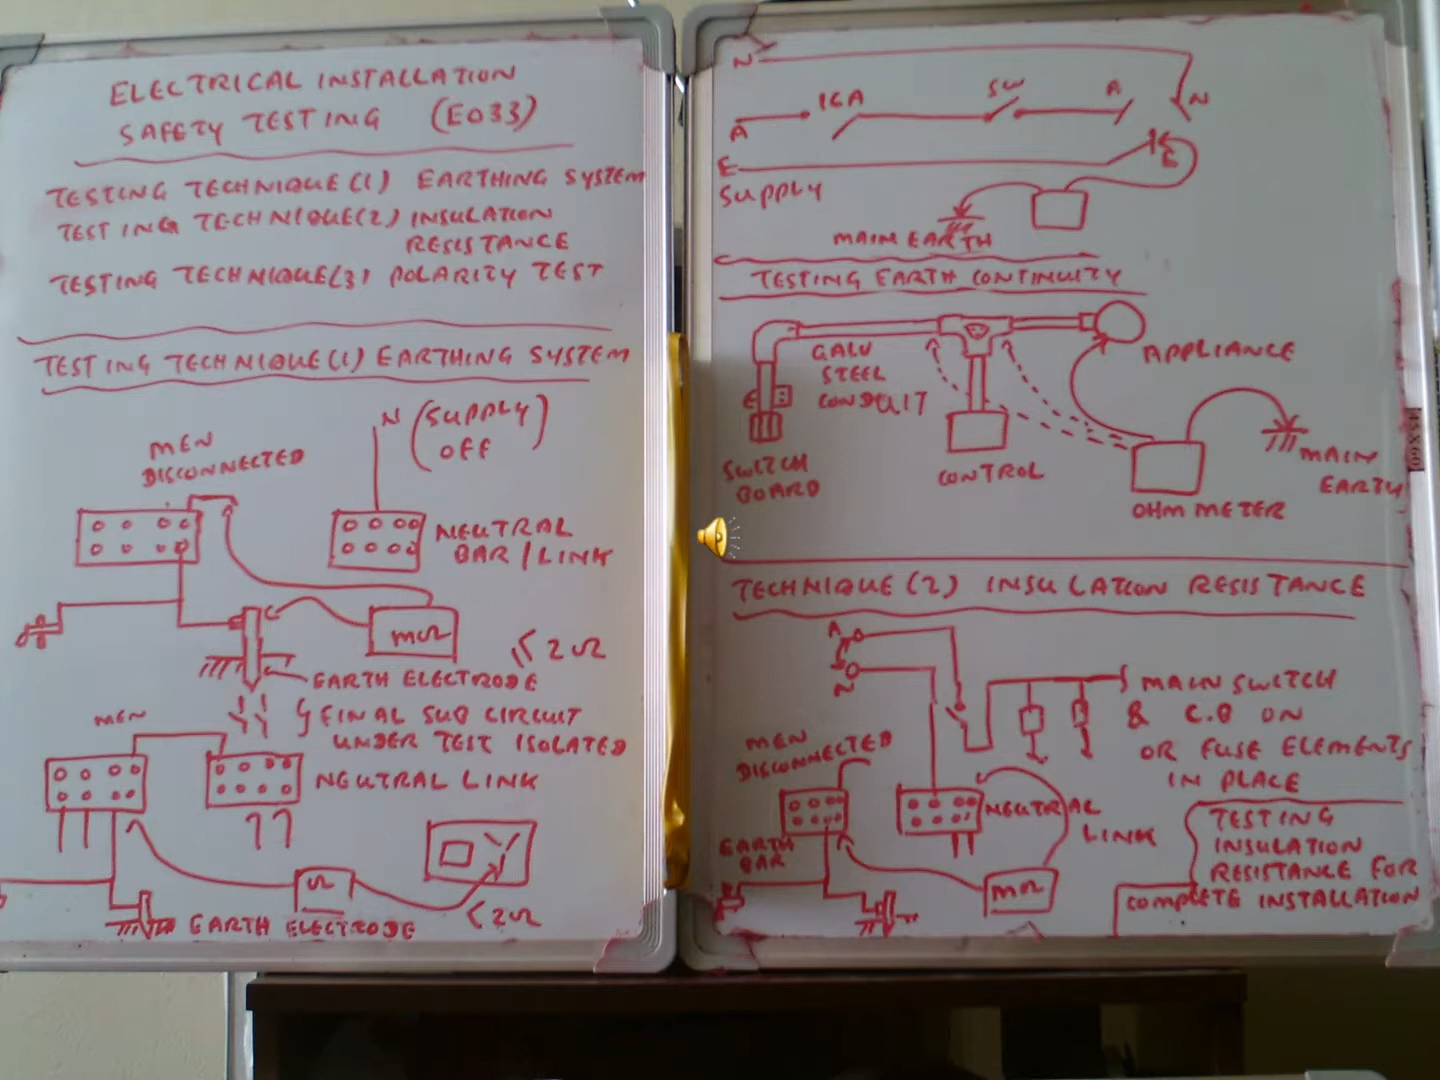 ELECTRICAL INSTALLATION
SAFETY TESTING (E033)
TESTING TECHNIQUE(1) EARTHING SYSTEM
TESTING TECHNIQUE(2) INSULATION
RESISTANCE
TESTING TECHNIQUE(3) POLARITY TEST
TESTING TECHNIQUE(1) EARTHING SYSTEM
N (SUPPLY)
OFF
MEN
DISCONNECTED
NEUTRAL
BAR/LINK
MΩ
< 2Ω
EARTH ELECTRODE
FINAL SUB CIRCUIT
UNDER TEST ISOLATED
MEN
NEUTRAL LINK
Ω
<2Ω
EARTH ELECTRODE
N
16A SW A N
A
E E
SUPPLY
MAIN EARTH
TESTING EARTH CONTINUITY
GALV
STEEL
CONDUIT
APPLIANCE
E
SWITCH
BOARD
CONTROL
MAIN
EARTH
OHM METER
TECHNIQUE(2) INSULATION RESISTANCE
A
N
MAIN SWITCH
& C.B ON
OR FUSE ELEMENTS
IN PLACE
MEN
DISCONNECTED
NEUTRAL
LINK
EARTH
BAR
MΩ
TESTING
INSULATION
RESISTANCE FOR
COMPLETE INSTALLATION
45X60